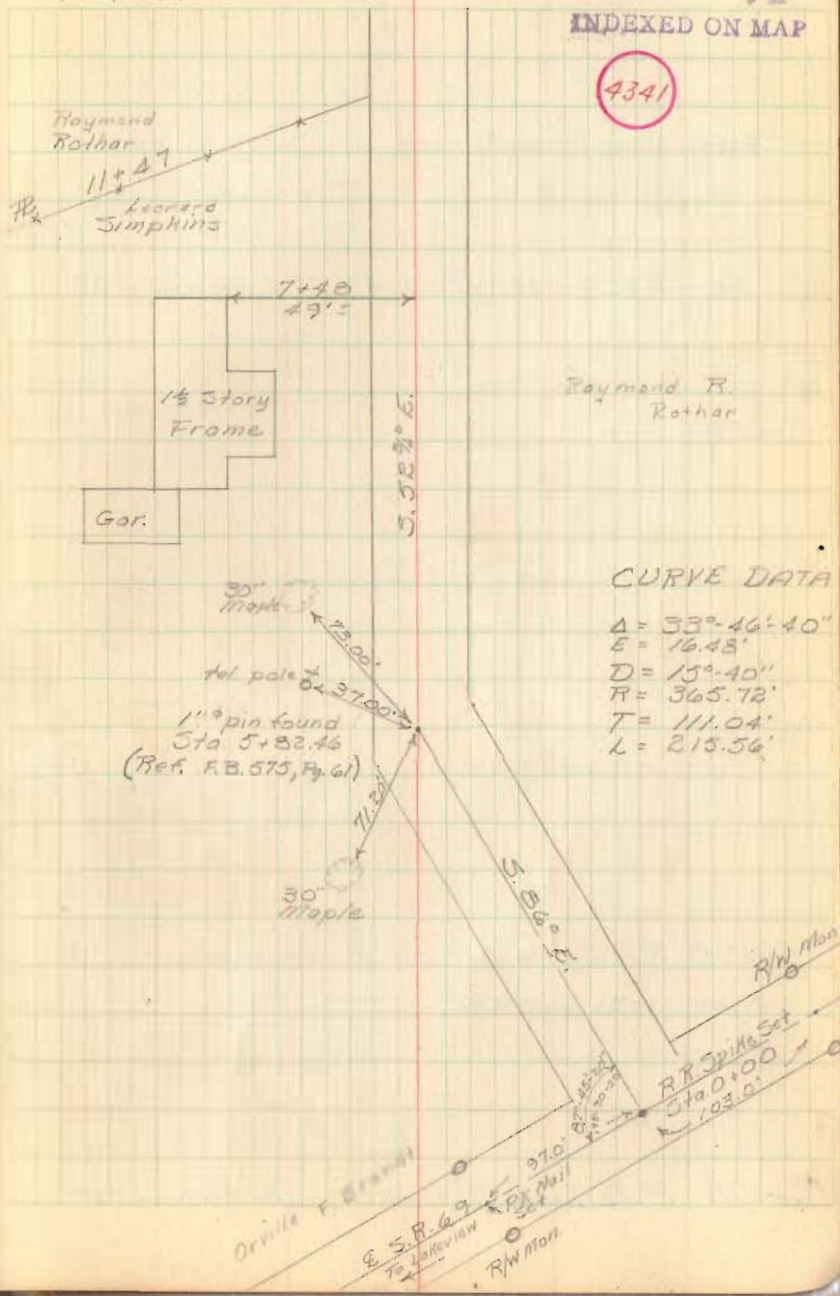 INDEXED ON MAP
4341
Raymond
Rothar
11+47
Leonard
Simpkins
7+48
49'±
1½ Story
Frame
Gar.
S. 52¾° E.
Raymond R.
Rothar
CURVE DATA
Δ = 33°-46'-40"
E = 16.48'
D = 15°-40"
R = 365.72'
T = 111.04'
L = 215.56'
30"
Maple
73.00'
tel. pole
37.00'
1"ø pin found
Sta. 5+82.46
(Ref. F.B. 575, Pg. 61)
71.20'
30"
Maple
S. 86° E.
R/W Mon.
R.R. Spike Set
Sta. 0+00
103.0'
97.0'
P.K. Nail
Set
Orville F.
℄ S.R. 69
To Lakeview
R/W Mon.